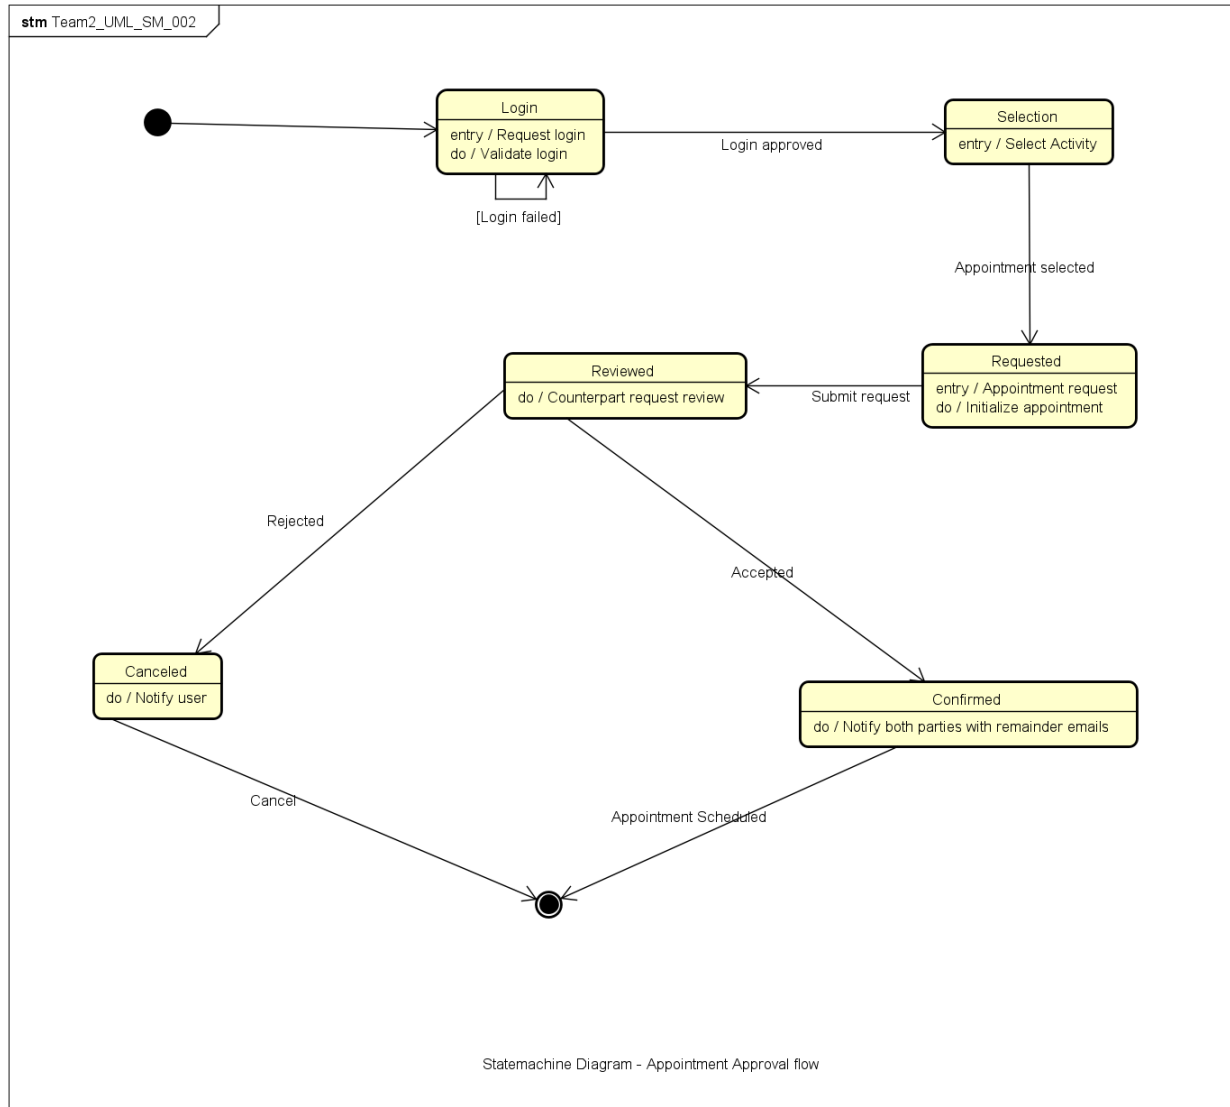 stm Team2_UML_SM_002
Login
entry / Request login
do / Validate login
[Login failed]
Login approved
Selection
entry / Select Activity
Appointment selected
Requested
entry / Appointment request
do / Initialize appointment
Submit request
Reviewed
do / Counterpart request review
Rejected
Accepted
Canceled
do / Notify user
Confirmed
do / Notify both parties with remainder emails
Cancel
Appointment Scheduled
Statemachine Diagram - Appointment Approval flow